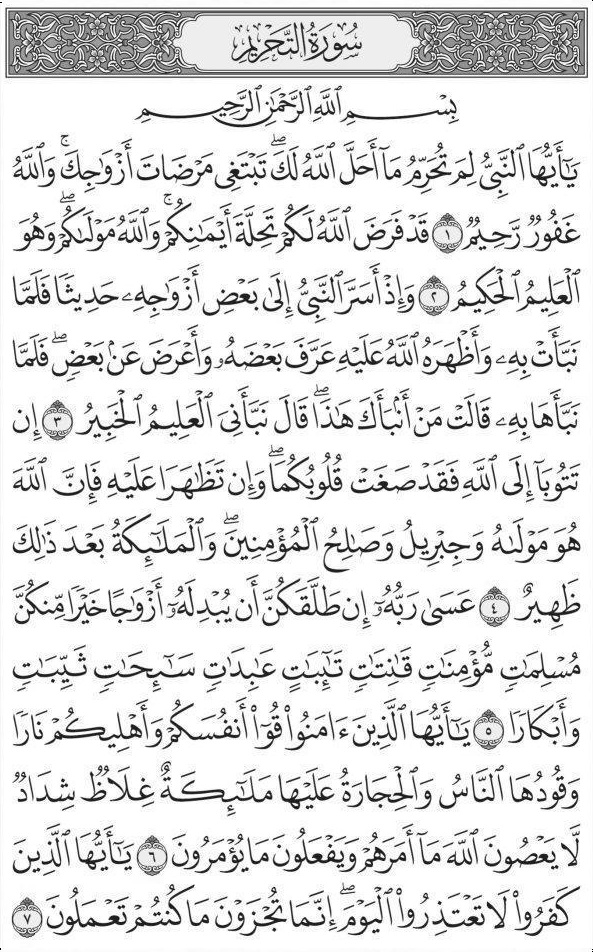 سُورَةُ التَّحۡرِيمِ
بِسۡمِ ٱللَّهِ ٱلرَّحۡمَٰنِ ٱلرَّحِيمِ
يَٰٓأَيُّهَا ٱلنَّبِيُّ لِمَ تُحَرِّمُ مَآ أَحَلَّ ٱللَّهُ لَكَۖ تَبۡتَغِي مَرۡضَاتَ أَزۡوَٰجِكَۚ وَٱللَّهُ
غَفُورٞ رَّحِيمٞ ١ قَدۡ فَرَضَ ٱللَّهُ لَكُمۡ تَحِلَّةَ أَيۡمَٰنِكُمۡۚ وَٱللَّهُ مَوۡلَىٰكُمۡۖ وَهُوَ
ٱلۡعَلِيمُ ٱلۡحَكِيمُ ٢ وَإِذۡ أَسَرَّ ٱلنَّبِيُّ إِلَىٰ بَعۡضِ أَزۡوَٰجِهِۦ حَدِيثٗا فَلَمَّا
نَبَّأَتۡ بِهِۦ وَأَظۡهَرَهُ ٱللَّهُ عَلَيۡهِ عَرَّفَ بَعۡضَهُۥ وَأَعۡرَضَ عَنۢ بَعۡضٖۖ فَلَمَّا
نَبَّأَهَا بِهِۦ قَالَتۡ مَنۡ أَنۢبَأَكَ هَٰذَاۖ قَالَ نَبَّأَنِيَ ٱلۡعَلِيمُ ٱلۡخَبِيرُ ٣ إِن
تَتُوبَآ إِلَى ٱللَّهِ فَقَدۡ صَغَتۡ قُلُوبُكُمَاۖ وَإِن تَظَٰهَرَا عَلَيۡهِ فَإِنَّ ٱللَّهَ
هُوَ مَوۡلَىٰهُ وَجِبۡرِيلُ وَصَٰلِحُ ٱلۡمُؤۡمِنِينَۖ وَٱلۡمَلَٰٓئِكَةُ بَعۡدَ ذَٰلِكَ
ظَهِيرٌ ٤ عَسَىٰ رَبُّهُۥٓ إِن طَلَّقَكُنَّ أَن يُبۡدِلَهُۥٓ أَزۡوَٰجًا خَيۡرٗا مِّنكُنَّ
مُسۡلِمَٰتٖ مُّؤۡمِنَٰتٖ قَٰنِتَٰتٖ تَٰٓئِبَٰتٍ عَٰبِدَٰتٖ سَٰٓئِحَٰتٖ ثَيِّبَٰتٖ
وَأَبۡكَارٗا ٥ يَٰٓأَيُّهَا ٱلَّذِينَ ءَامَنُواْ قُوٓاْ أَنفُسَكُمۡ وَأَهۡلِيكُمۡ نَارٗا
وَقُودُهَا ٱلنَّاسُ وَٱلۡحِجَارَةُ عَلَيۡهَا مَلَٰٓئِكَةٌ غِلَاظٞ شِدَادٞ
لَّا يَعۡصُونَ ٱللَّهَ مَآ أَمَرَهُمۡ وَيَفۡعَلُونَ مَا يُؤۡمَرُونَ ٦ يَٰٓأَيُّهَا ٱلَّذِينَ
كَفَرُواْ لَا تَعۡتَذِرُواْ ٱلۡيَوۡمَۖ إِنَّمَا تُجۡزَوۡنَ مَا كُنتُمۡ تَعۡمَلُونَ ٧